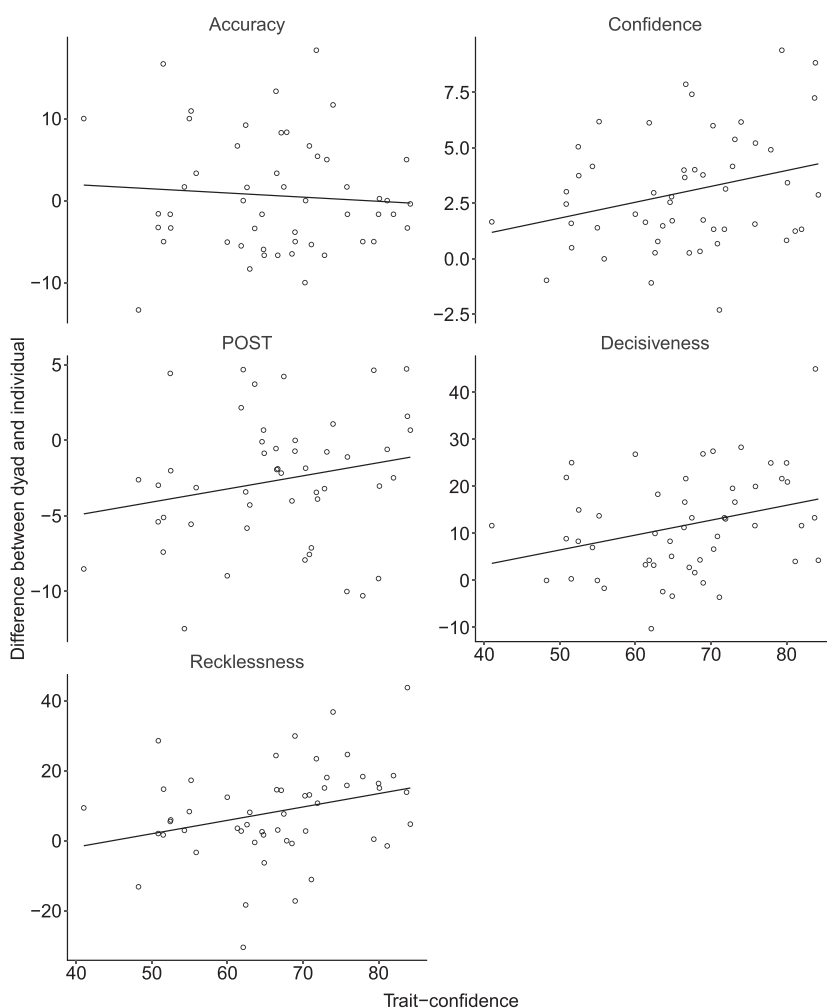 Accuracy
Confidence
10
0
−10
7.5
5.0
2.5
0.0
−2.5
POST
Decisiveness
5
0
−5
−10
40
30
20
10
0
−10
40 50 60 70 80
Recklessness
40
20
0
−20
40 50 60 70 80
Difference between dyad and individual
Trait−confidence